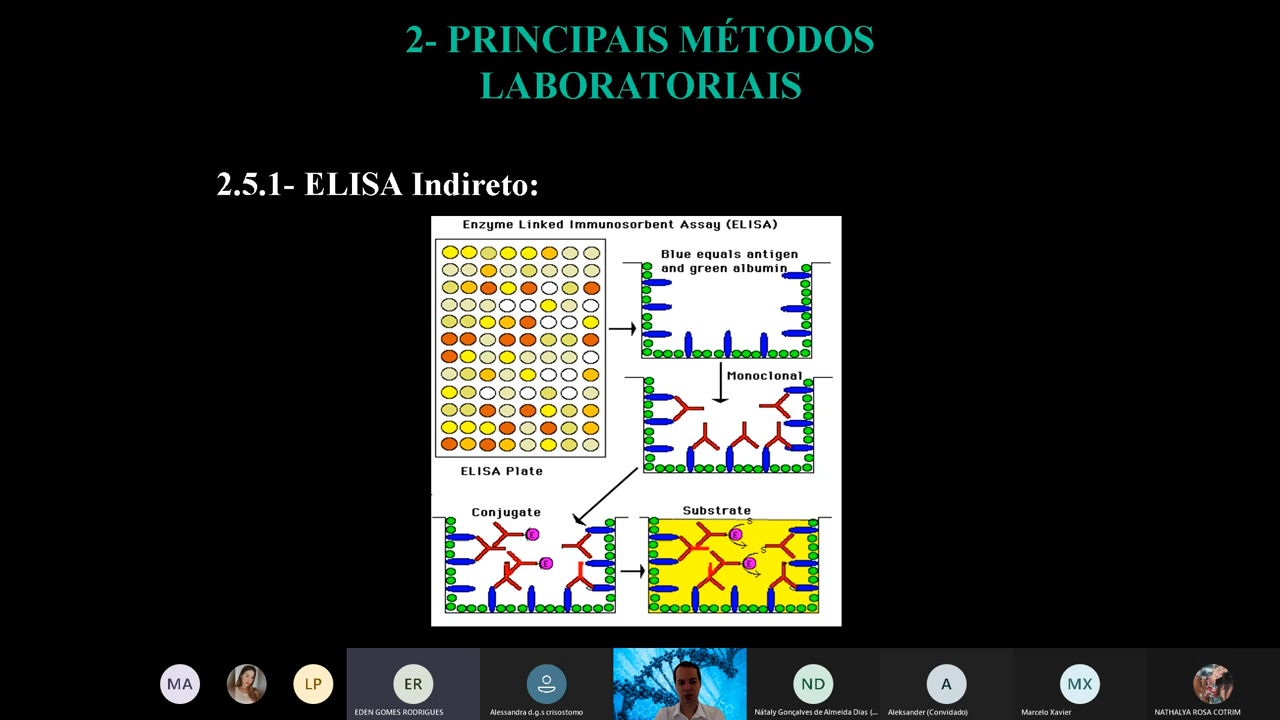 2- PRINCIPAIS MÉTODOS
LABORATORIAIS
2.5.1- ELISA Indireto:
Enzyme Linked Immunosorbent Assay (ELISA)
Blue equals antigen
and green albumin
Monoclonal
ELISA Plate
Conjugate
Substrate
E
E
S
E
S
E
MA
LP
ER
ND
A
MX
EDEN GOMES RODRIGUES
Alessandra d.g.s crisostomo
Nátaly Gonçalves de Almeida Dias (...
Aleksander (Convidado)
Marcelo Xavier
NATHALYA ROSA COTRIM